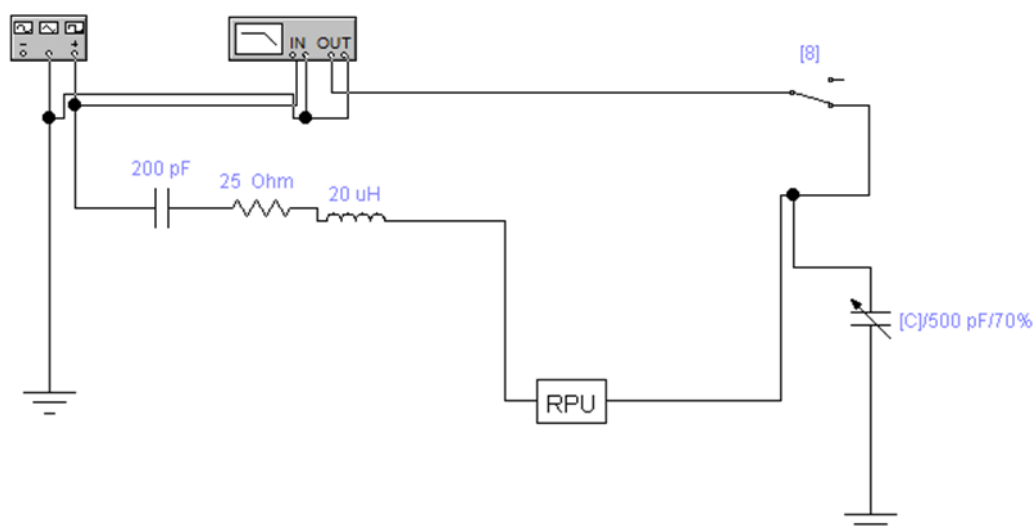 IN OUT
[8]
- +
200 pF
25 Ohm
20 uH
[C]/500 pF/70%
RPU